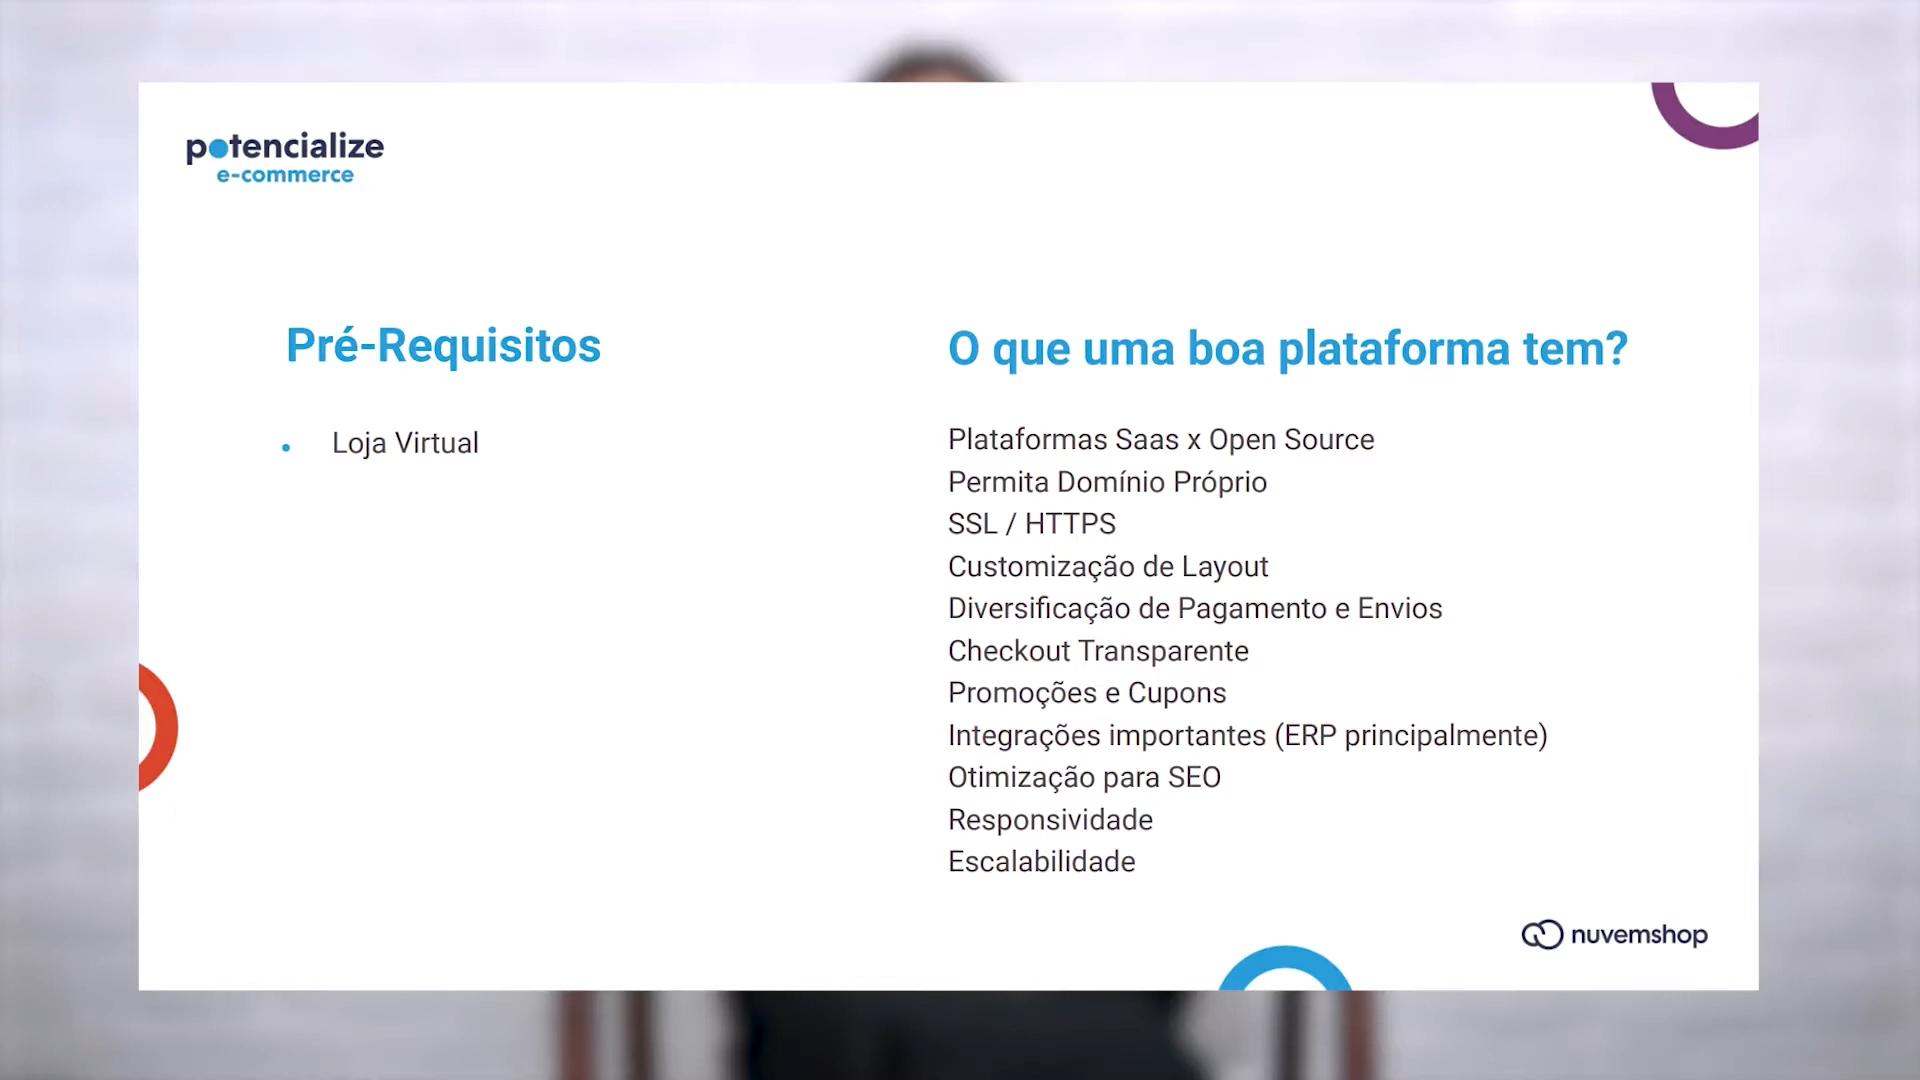 potencialize
e-commerce
Pré-Requisitos
• Loja Virtual
O que uma boa plataforma tem?
Plataformas Saas x Open Source
Permita Domínio Próprio
SSL / HTTPS
Customização de Layout
Diversificação de Pagamento e Envios
Checkout Transparente
Promoções e Cupons
Integrações importantes (ERP principalmente)
Otimização para SEO
Responsividade
Escalabilidade
nuvemshop